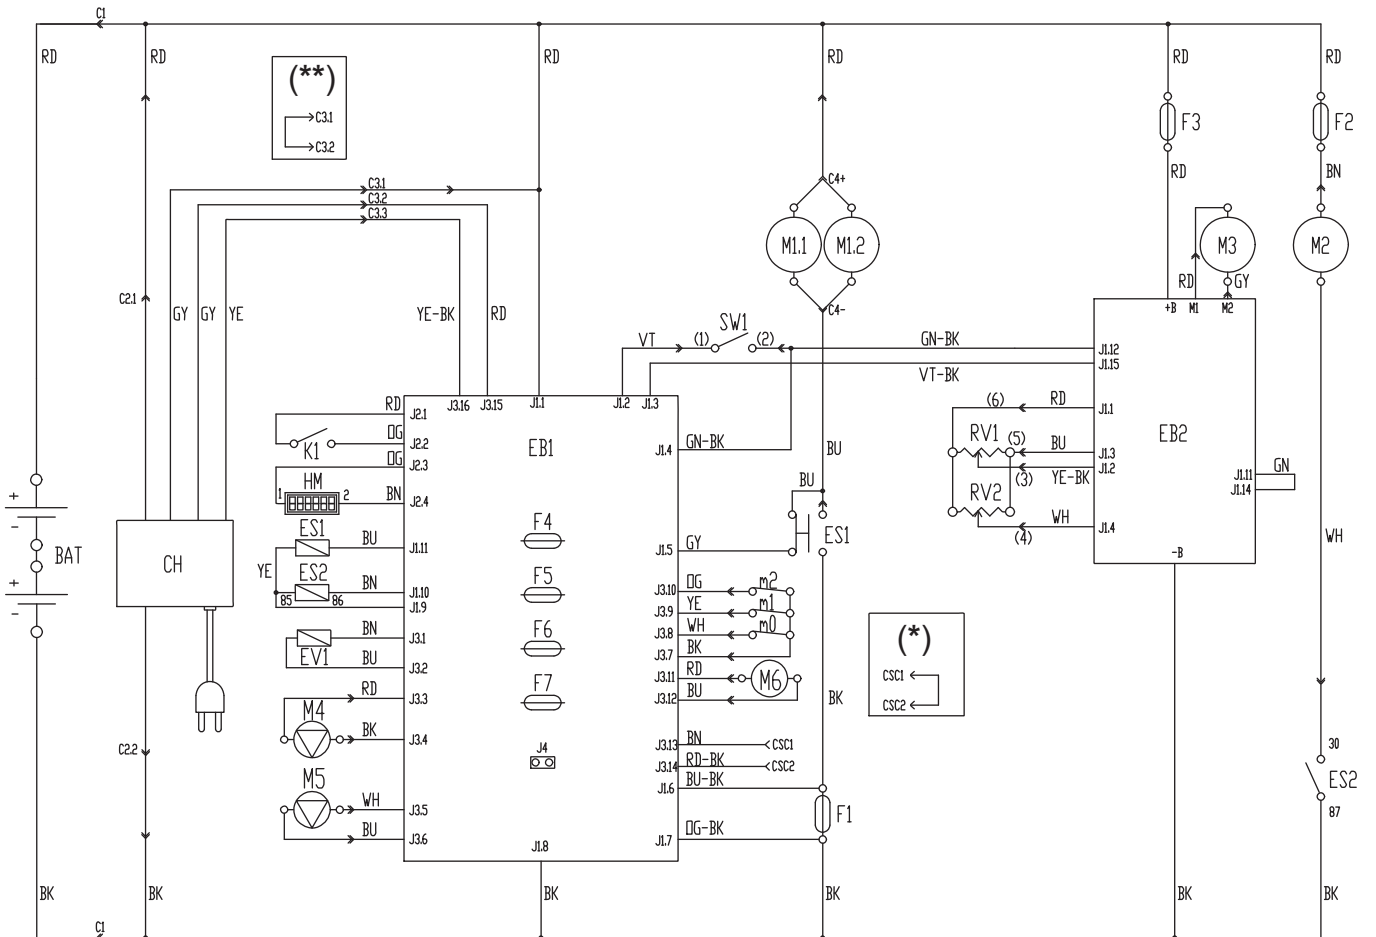 C1
RD RD RD RD RD RD
(**)
C3.1
C3.2
F3 F2
RD BN
C3.1
C3.2
C3.3
C4+
M1.1 M1.2 M3 M2
RD GY
C2.1
GY GY YE YE-BK RD
C4-
+B M1 M2
SW1
VT (1) (2) GN-BK J1.12
VT-BK J1.15
J3.16 J3.15 J1.1 J1.2 J1.3
RD J2.1
OG J2.2
K1
OG J2.3
HM
1 2 BN J2.4
EB1
J1.4 GN-BK
BU
(6) RD J1.1
RV1 (5) BU J1.3
(3) YE-BK J1.2
RV2
(4) WH J1.4
EB2
J1.11 GN
J1.14
-B
+
-
BAT
+
-
CH
ES1
BU J1.11
YE
ES2
BN J1.10
85 86 J1.9
BN J3.1
EV1
BU J3.2
RD J3.3
M4
BK J3.4
M5
WH J3.5
BU J3.6
F4
F5
F6
F7
J4
J1.8
BU
J1.5 GY ES1
J3.10 OG m2
J3.9 YE m1
J3.8 WH m0
J3.7 BK
J3.11 RD M6
J3.12 BU
BK
J3.13 BN CSC1
J3.14 RD-BK CSC2
J1.6 BU-BK
F1
J1.7 OG-BK
(*)
CSC1
CSC2
WH
30
ES2
87
C2.2
BK BK BK BK BK BK
C1